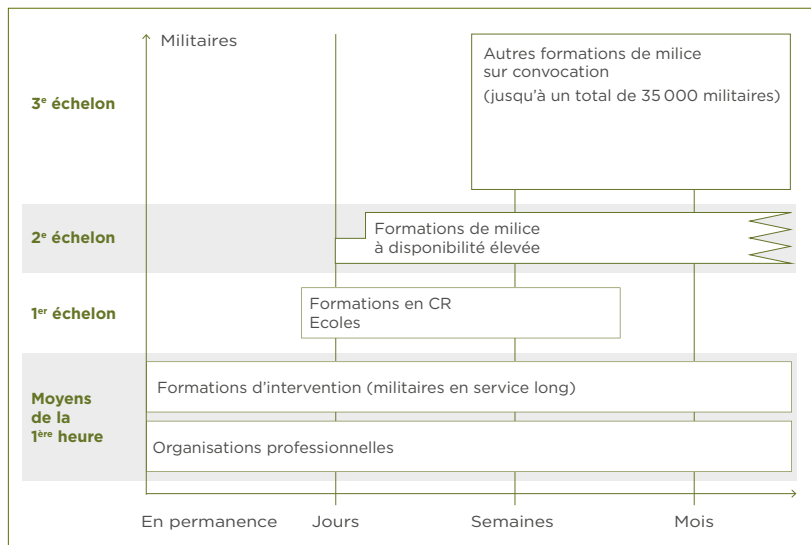 Militaires
3e échelon
Autres formations de milice
sur convocation
(jusqu'à un total de 35 000 militaires)
2e échelon
Formations de milice
à disponibilité élevée
1er échelon
Formations en CR
Ecoles
Moyens
de la
1ère heure
Formations d'intervention (militaires en service long)
Organisations professionnelles
En permanence
Jours
Semaines
Mois